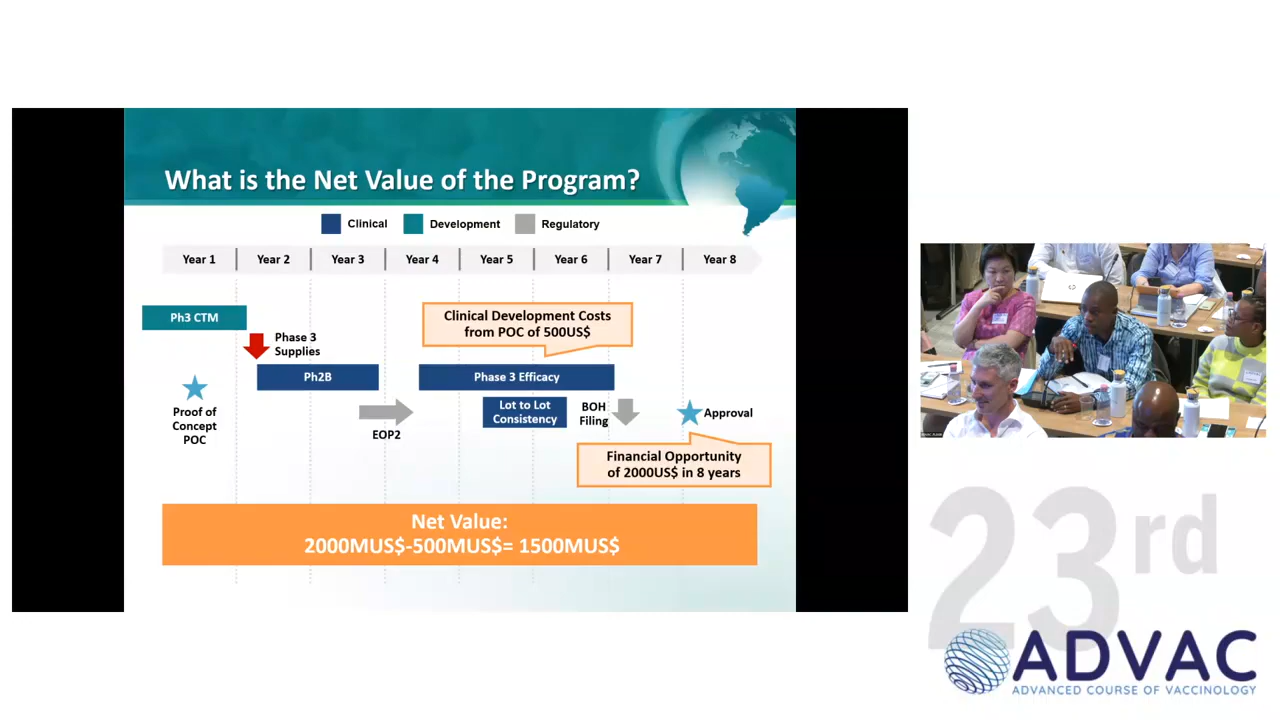 What is the Net Value of the Program?
Clinical
Development
Regulatory
Year 1
Year 2
Year 3
Year 4
Year 5
Year 6
Year 7
Year 8
Ph3 CTM
Phase 3
Supplies
Clinical Development Costs
from POC of 500US$
Ph2B
Phase 3 Efficacy
Proof of
Concept
POC
EOP2
Lot to Lot
Consistency
BOH
Filing
Approval
Financial Opportunity
of 2000US$ in 8 years
Net Value:
2000MUS$-500MUS$= 1500MUS$
23rd
ADVAC
ADVANCED COURSE OF VACCINOLOGY